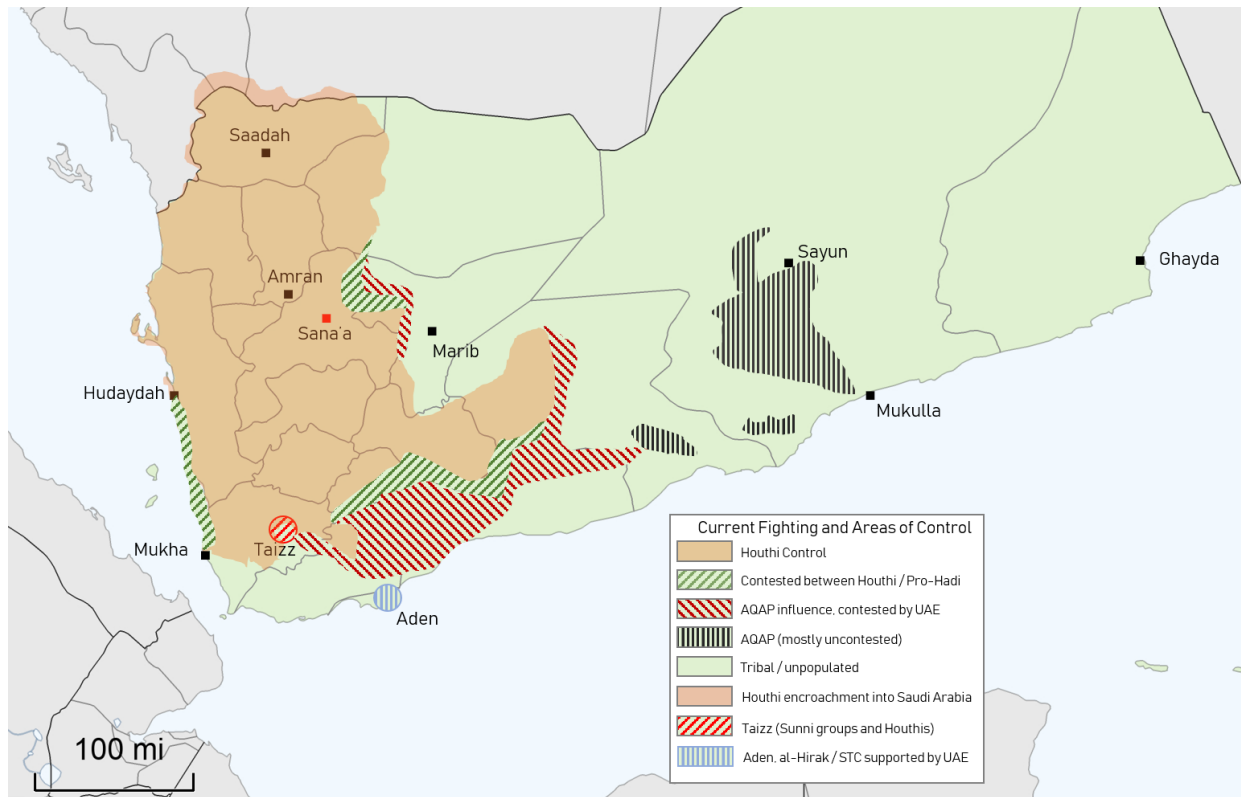 Saadah
Amran
Sana'a
Sayun
Ghayda
Marib
Hudaydah
Mukulla
Mukha
Taizz
Aden
Current Fighting and Areas of Control
Houthi Control
Contested between Houthi / Pro-Hadi
AQAP influence, contested by UAE
AQAP (mostly uncontested)
Tribal / unpopulated
Houthi encroachment into Saudi Arabia
Taizz (Sunni groups and Houthis)
Aden, al-Hirak / STC supported by UAE
100 mi